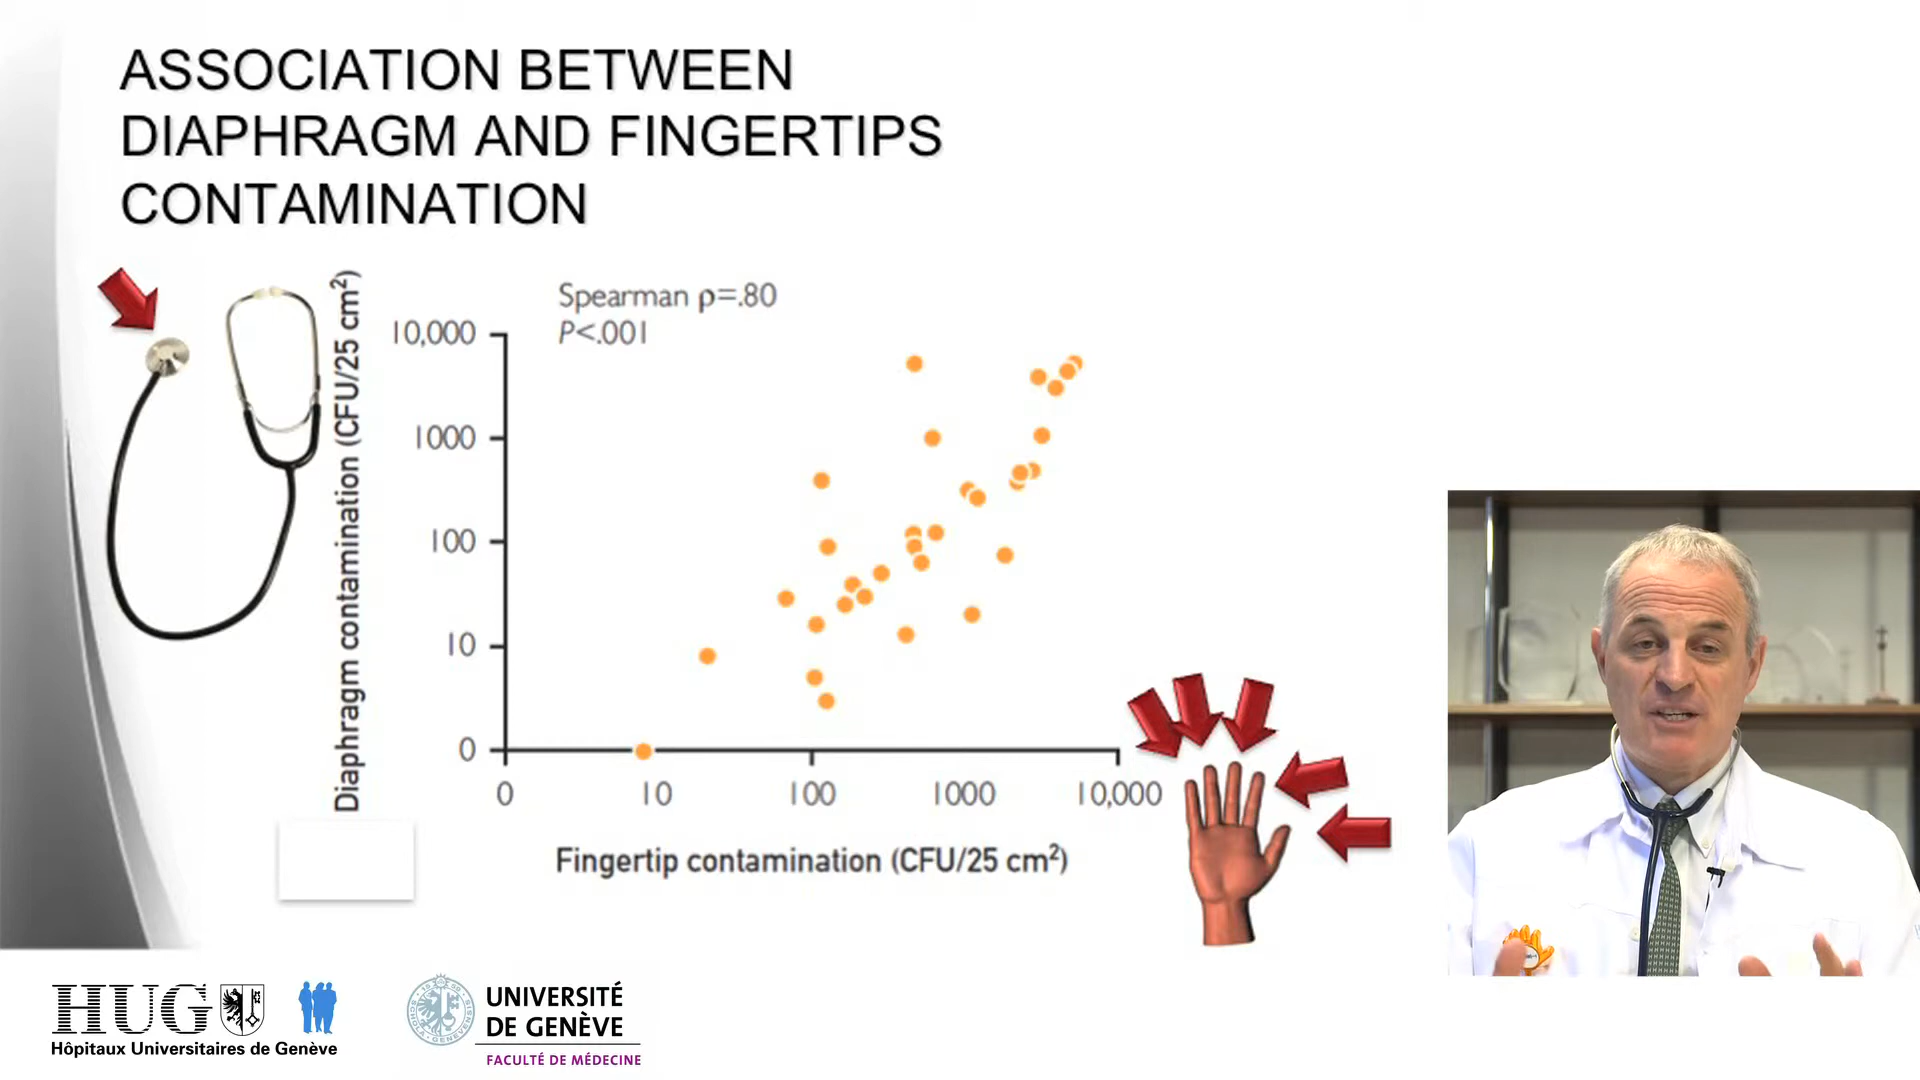 ASSOCIATION BETWEEN
DIAPHRAGM AND FINGERTIPS
CONTAMINATION
Spearman ρ=.80
P<.001
Diaphragm contamination (CFU/25 cm²)
10,000
1000
100
10
0
0 10 100 1000 10,000
Fingertip contamination (CFU/25 cm²)
HUG
Hôpitaux Universitaires de Genève
UNIVERSITÉ
DE GENÈVE
FACULTÉ DE MÉDECINE